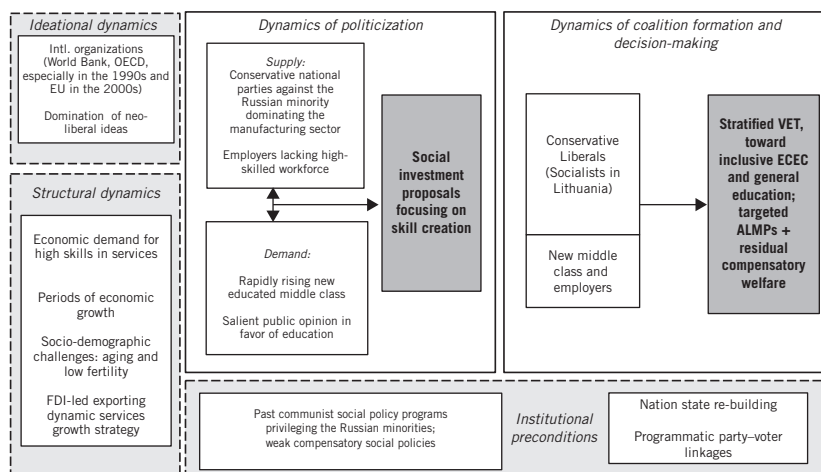 Ideational dynamics
Intl. organizations
(World Bank, OECD,
especially in the 1990s and
EU in the 2000s)
Domination of neo-
liberal ideas
Structural dynamics
Economic demand for
high skills in services
Periods of economic
growth
Socio-demographic
challenges: aging and
low fertility
FDI-led exporting
dynamic services
growth strategy
Dynamics of politicization
Supply:
Conservative national
parties against the
Russian minority
dominating the
manufacturing sector
Employers lacking high-
skilled workforce
Demand:
Rapidly rising new
educated middle class
Salient public opinion in
favor of education
Social
investment
proposals
focusing on
skill creation
Dynamics of coalition formation and
decision-making
Conservative
Liberals
(Socialists in
Lithuania)
New middle
class and
employers
Stratified VET,
toward
inclusive ECEC
and general
education;
targeted
ALMPs +
residual
compensatory
welfare
Past communist social policy programs
privileging the Russian minorities;
weak compensatory social policies
Institutional
preconditions
Nation state re-building
Programmatic party–voter
linkages